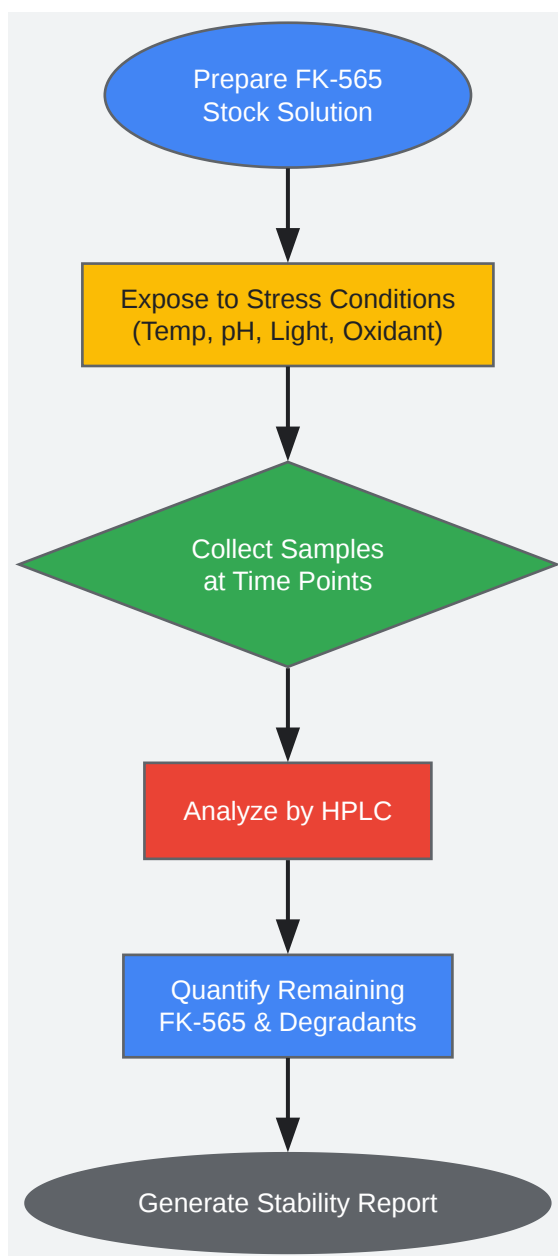 Prepare FK-565
Stock Solution
Expose to Stress Conditions
(Temp, pH, Light, Oxidant)
Collect Samples
at Time Points
Analyze by HPLC
Quantify Remaining
FK-565 & Degradants
Generate Stability Report